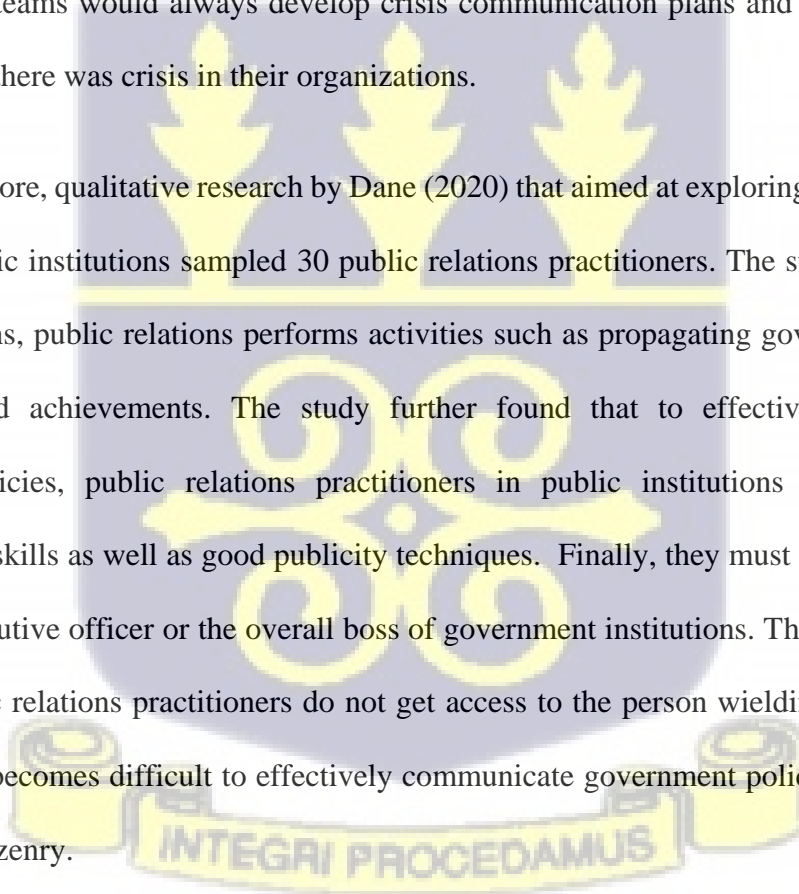 teams would always develop crisis communication plans and
there was crisis in their organizations.
ore, qualitative research by Dane (2020) that aimed at exploring
ic institutions sampled 30 public relations practitioners. The s
ns, public relations performs activities such as propagating gov
d achievements. The study further found that to effectiv
icies, public relations practitioners in public institutions
skills as well as good publicity techniques. Finally, they must
utive officer or the overall boss of government institutions. Th
c relations practitioners do not get access to the person wieldi
becomes difficult to effectively communicate government polic
zenry.
INTEGRI PROCEDAMUS